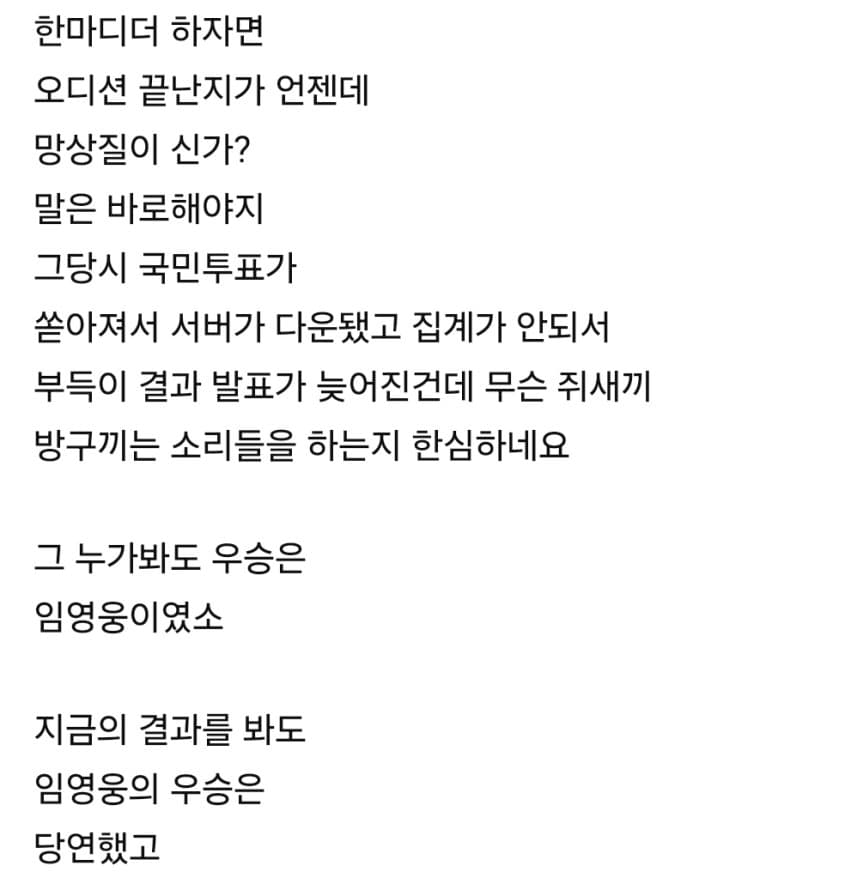 한마디더 하자면
오디션 끝난지가 언젠데
망상질이 신가?
말은 바로해야지
그당시 국민투표가
쏟아져서 서버가 다운됐고 집계가 안되서
부득이 결과 발표가 늦어진건데 무슨 쥐새끼
방구끼는 소리들을 하는지 한심하네요
그 누가봐도 우승은
임영웅이였소
지금의 결과를 봐도
임영웅의 우승은
당연했고